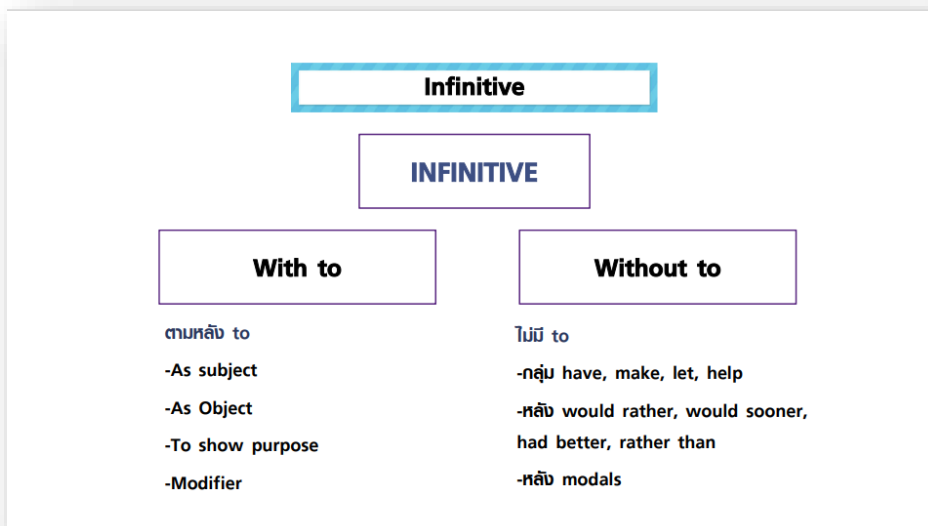 Infinitive
INFINITIVE
With to
Without to
ตามหลัง to
-As subject
-As Object
-To show purpose
-Modifier
ไม่มี to
-กลุ่ม have, make, let, help
-หลัง would rather, would sooner,
had better, rather than
-หลัง modals